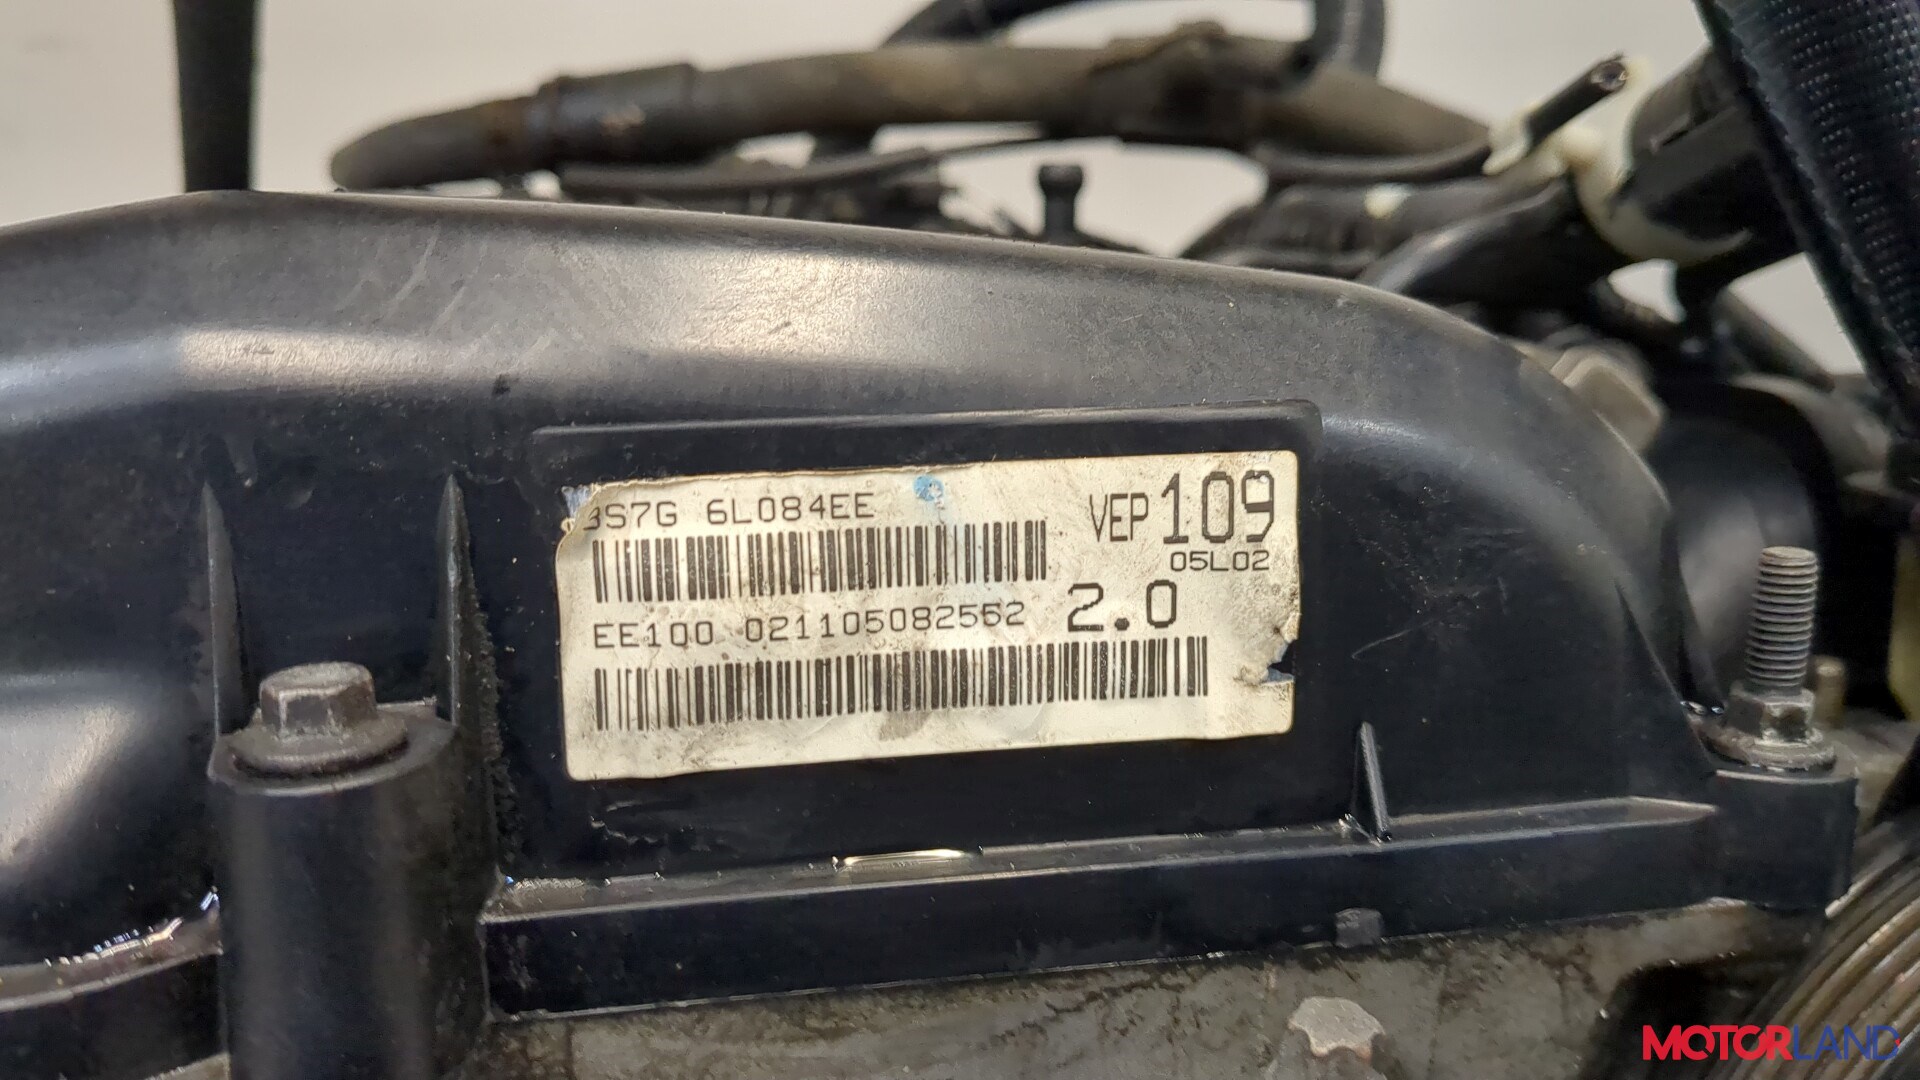 3S7G 6L084EE
VEP 109
05L02
EE100 021105082552
2.0
MOTORLAND